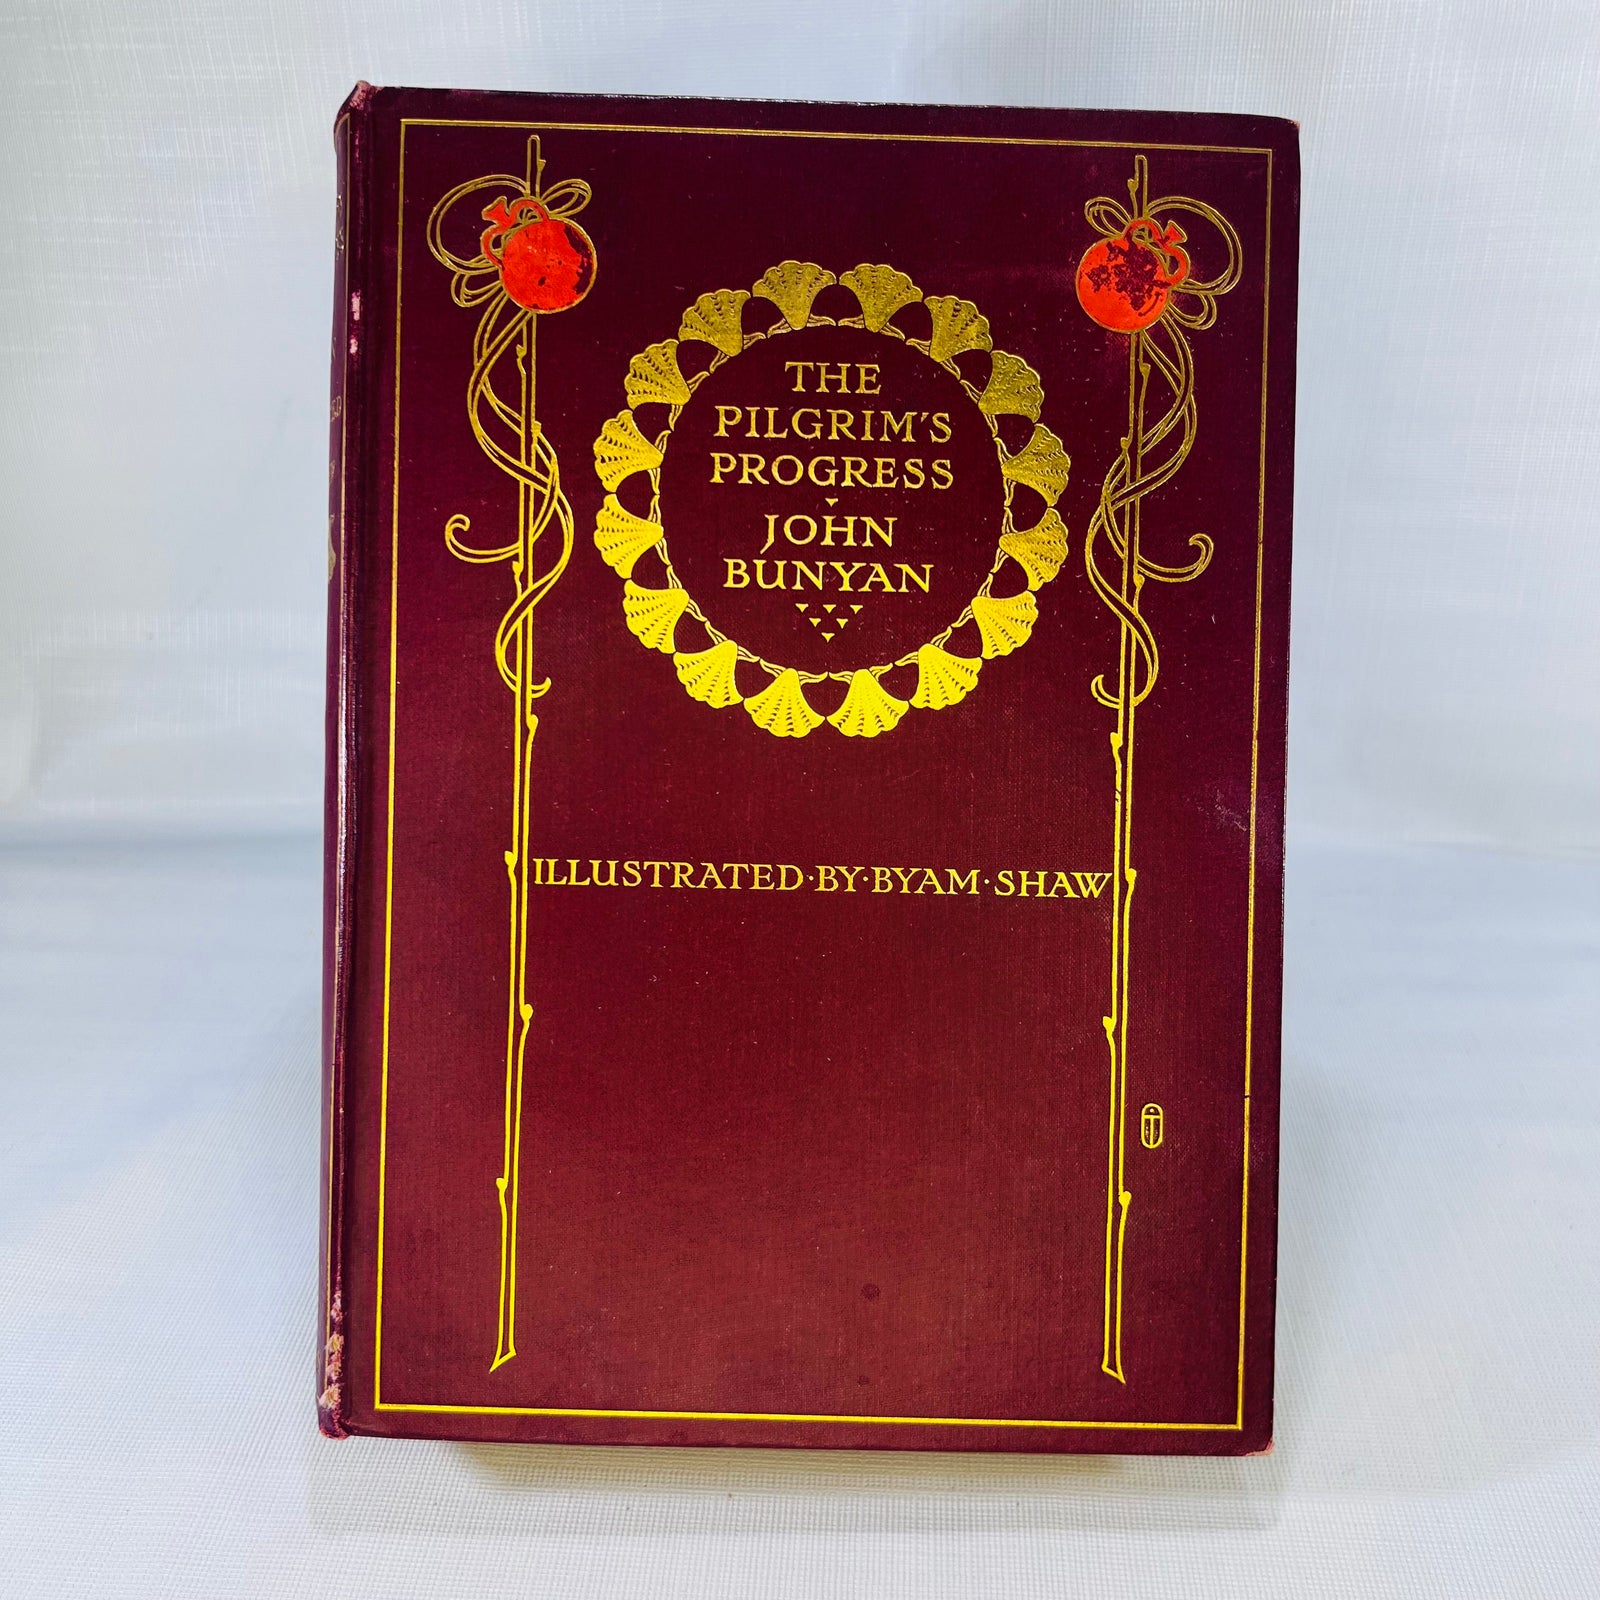 THE
PILGRIM'S
PROGRESS
JOHN
BUNYAN
ILLUSTRATED·BY·BYAM·SHAW